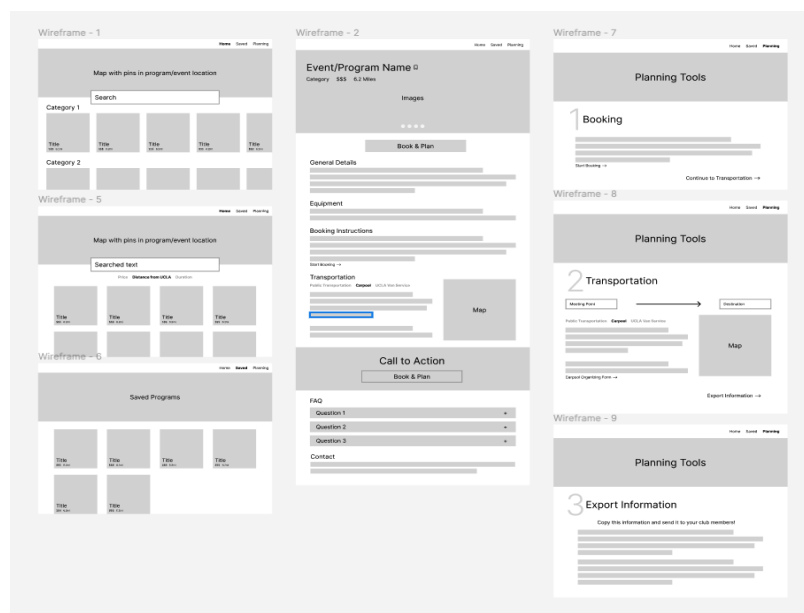 Wireframe - 1
Home Saved Planning
Map with pins in program/event location
Search
Category 1
Title Title Title Title Title
Category 2
Wireframe - 5
Home Saved Planning
Map with pins in program/event location
Searched text
Price Distance from UCLA Duration
Title Title Title Title
Wireframe - 6
Home Saved Planning
Saved Programs
Title Title Title Title
Title Title
Wireframe - 2
Home Saved Planning
Event/Program Name
Category $$$ 6.2 Miles
Images
Book & Plan
General Details
Equipment
Booking Instructions
Start Booking →
Transportation
Public Transportation Carpool UCLA Van Service
Map
Call to Action
Book & Plan
FAQ
Question 1 +
Question 2 +
Question 3 +
Contact
Wireframe - 7
Home Saved Planning
Planning Tools
1 Booking
Start Booking →
Continue to Transportation →
Wireframe - 8
Home Saved Planning
Planning Tools
2 Transportation
Meeting Point → Destination
Public Transportation Carpool UCLA Van Service
Map
Carpool Organizing Form →
Export Information →
Wireframe - 9
Home Saved Planning
Planning Tools
3 Export Information
Copy this information and send it to your club members!